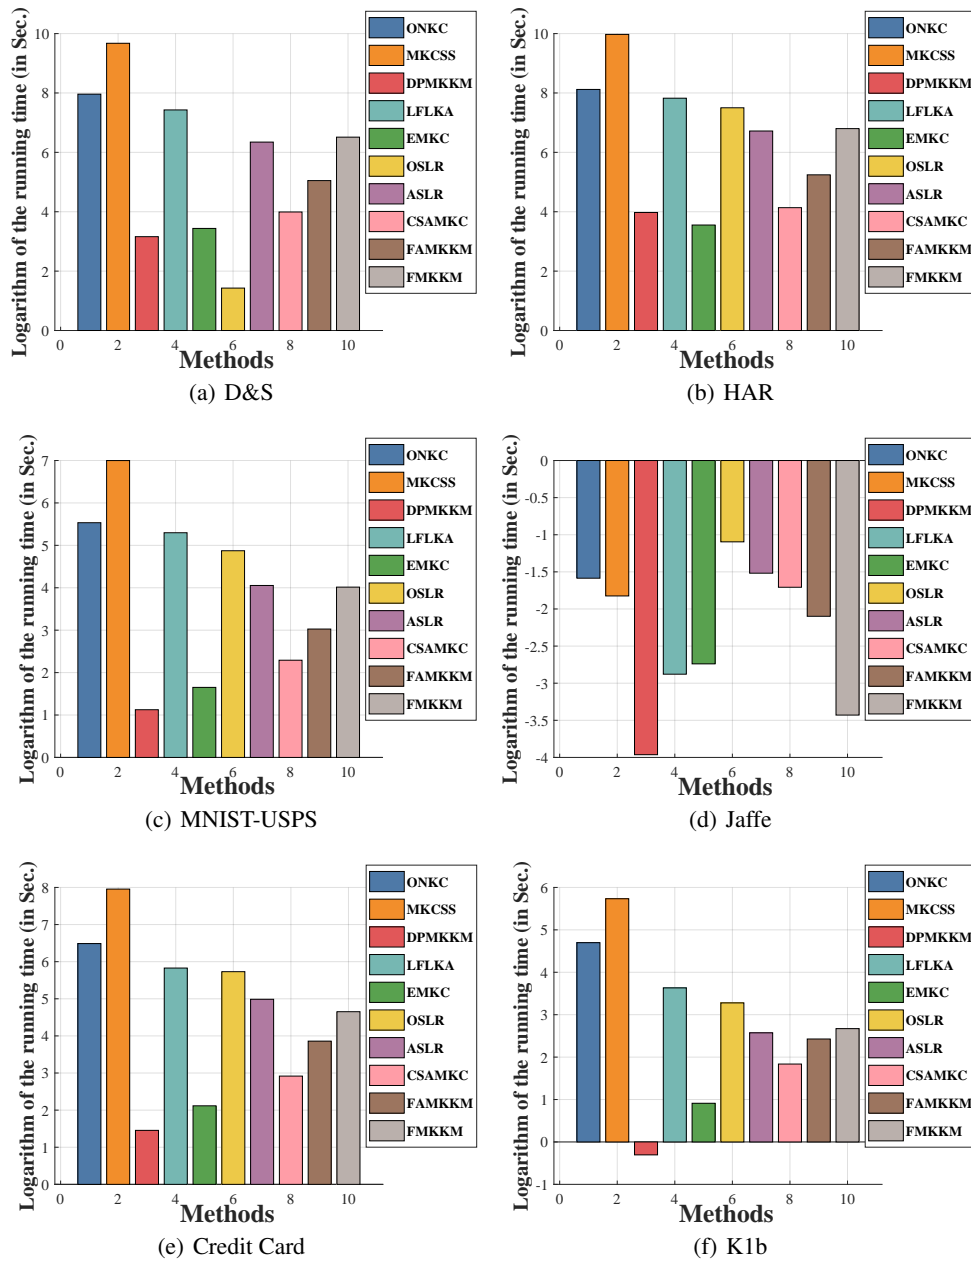 Logarithm of the running time (in Sec.)
10
8
6
4
2
0
0 2 4 6 8 10
Methods
ONKC
MKCSS
DPMKKM
LFLKA
EMKC
OSLR
ASLR
CSAMKC
FAMKKM
FMKKM
(a) D&S
Logarithm of the running time (in Sec.)
10
8
6
4
2
0
0 2 4 6 8 10
Methods
ONKC
MKCSS
DPMKKM
LFLKA
EMKC
OSLR
ASLR
CSAMKC
FAMKKM
FMKKM
(b) HAR
Logarithm of the running time (in Sec.)
7
6
5
4
3
2
1
0
0 2 4 6 8 10
Methods
ONKC
MKCSS
DPMKKM
LFLKA
EMKC
OSLR
ASLR
CSAMKC
FAMKKM
FMKKM
(c) MNIST-USPS
Logarithm of the running time (in Sec.)
0
-0.5
-1
-1.5
-2
-2.5
-3
-3.5
-4
0 2 4 6 8 10
Methods
ONKC
MKCSS
DPMKKM
LFLKA
EMKC
OSLR
ASLR
CSAMKC
FAMKKM
FMKKM
(d) Jaffe
Logarithm of the running time (in Sec.)
8
7
6
5
4
3
2
1
0
0 2 4 6 8 10
Methods
ONKC
MKCSS
DPMKKM
LFLKA
EMKC
OSLR
ASLR
CSAMKC
FAMKKM
FMKKM
(e) Credit Card
Logarithm of the running time (in Sec.)
6
5
4
3
2
1
0
-1
0 2 4 6 8 10
Methods
ONKC
MKCSS
DPMKKM
LFLKA
EMKC
OSLR
ASLR
CSAMKC
FAMKKM
FMKKM
(f) K1b